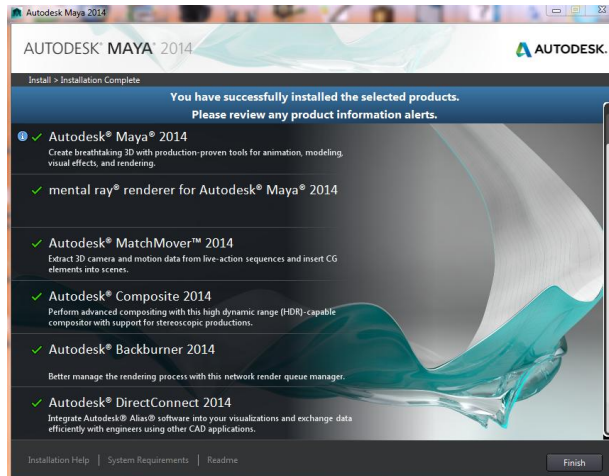 Autodesk Maya 2014
AUTODESK® MAYA® 2014
AUTODESK.
Install > Installation Complete
You have successfully installed the selected products.
Please review any product information alerts.
Autodesk® Maya® 2014
Create breathtaking 3D with production-proven tools for animation, modeling,
visual effects, and rendering.
mental ray® renderer for Autodesk® Maya® 2014
Autodesk® MatchMover™ 2014
Extract 3D camera and motion data from live-action sequences and insert CG
elements into scenes.
Autodesk® Composite 2014
Perform advanced compositing with this high dynamic range (HDR)-capable
compositor with support for stereoscopic productions.
Autodesk® Backburner 2014
Better manage the rendering process with this network render queue manager.
Autodesk® DirectConnect 2014
Integrate Autodesk® Alias® software into your visualizations and exchange data
efficiently with engineers using other CAD applications.
Installation Help | System Requirements | Readme
Finish